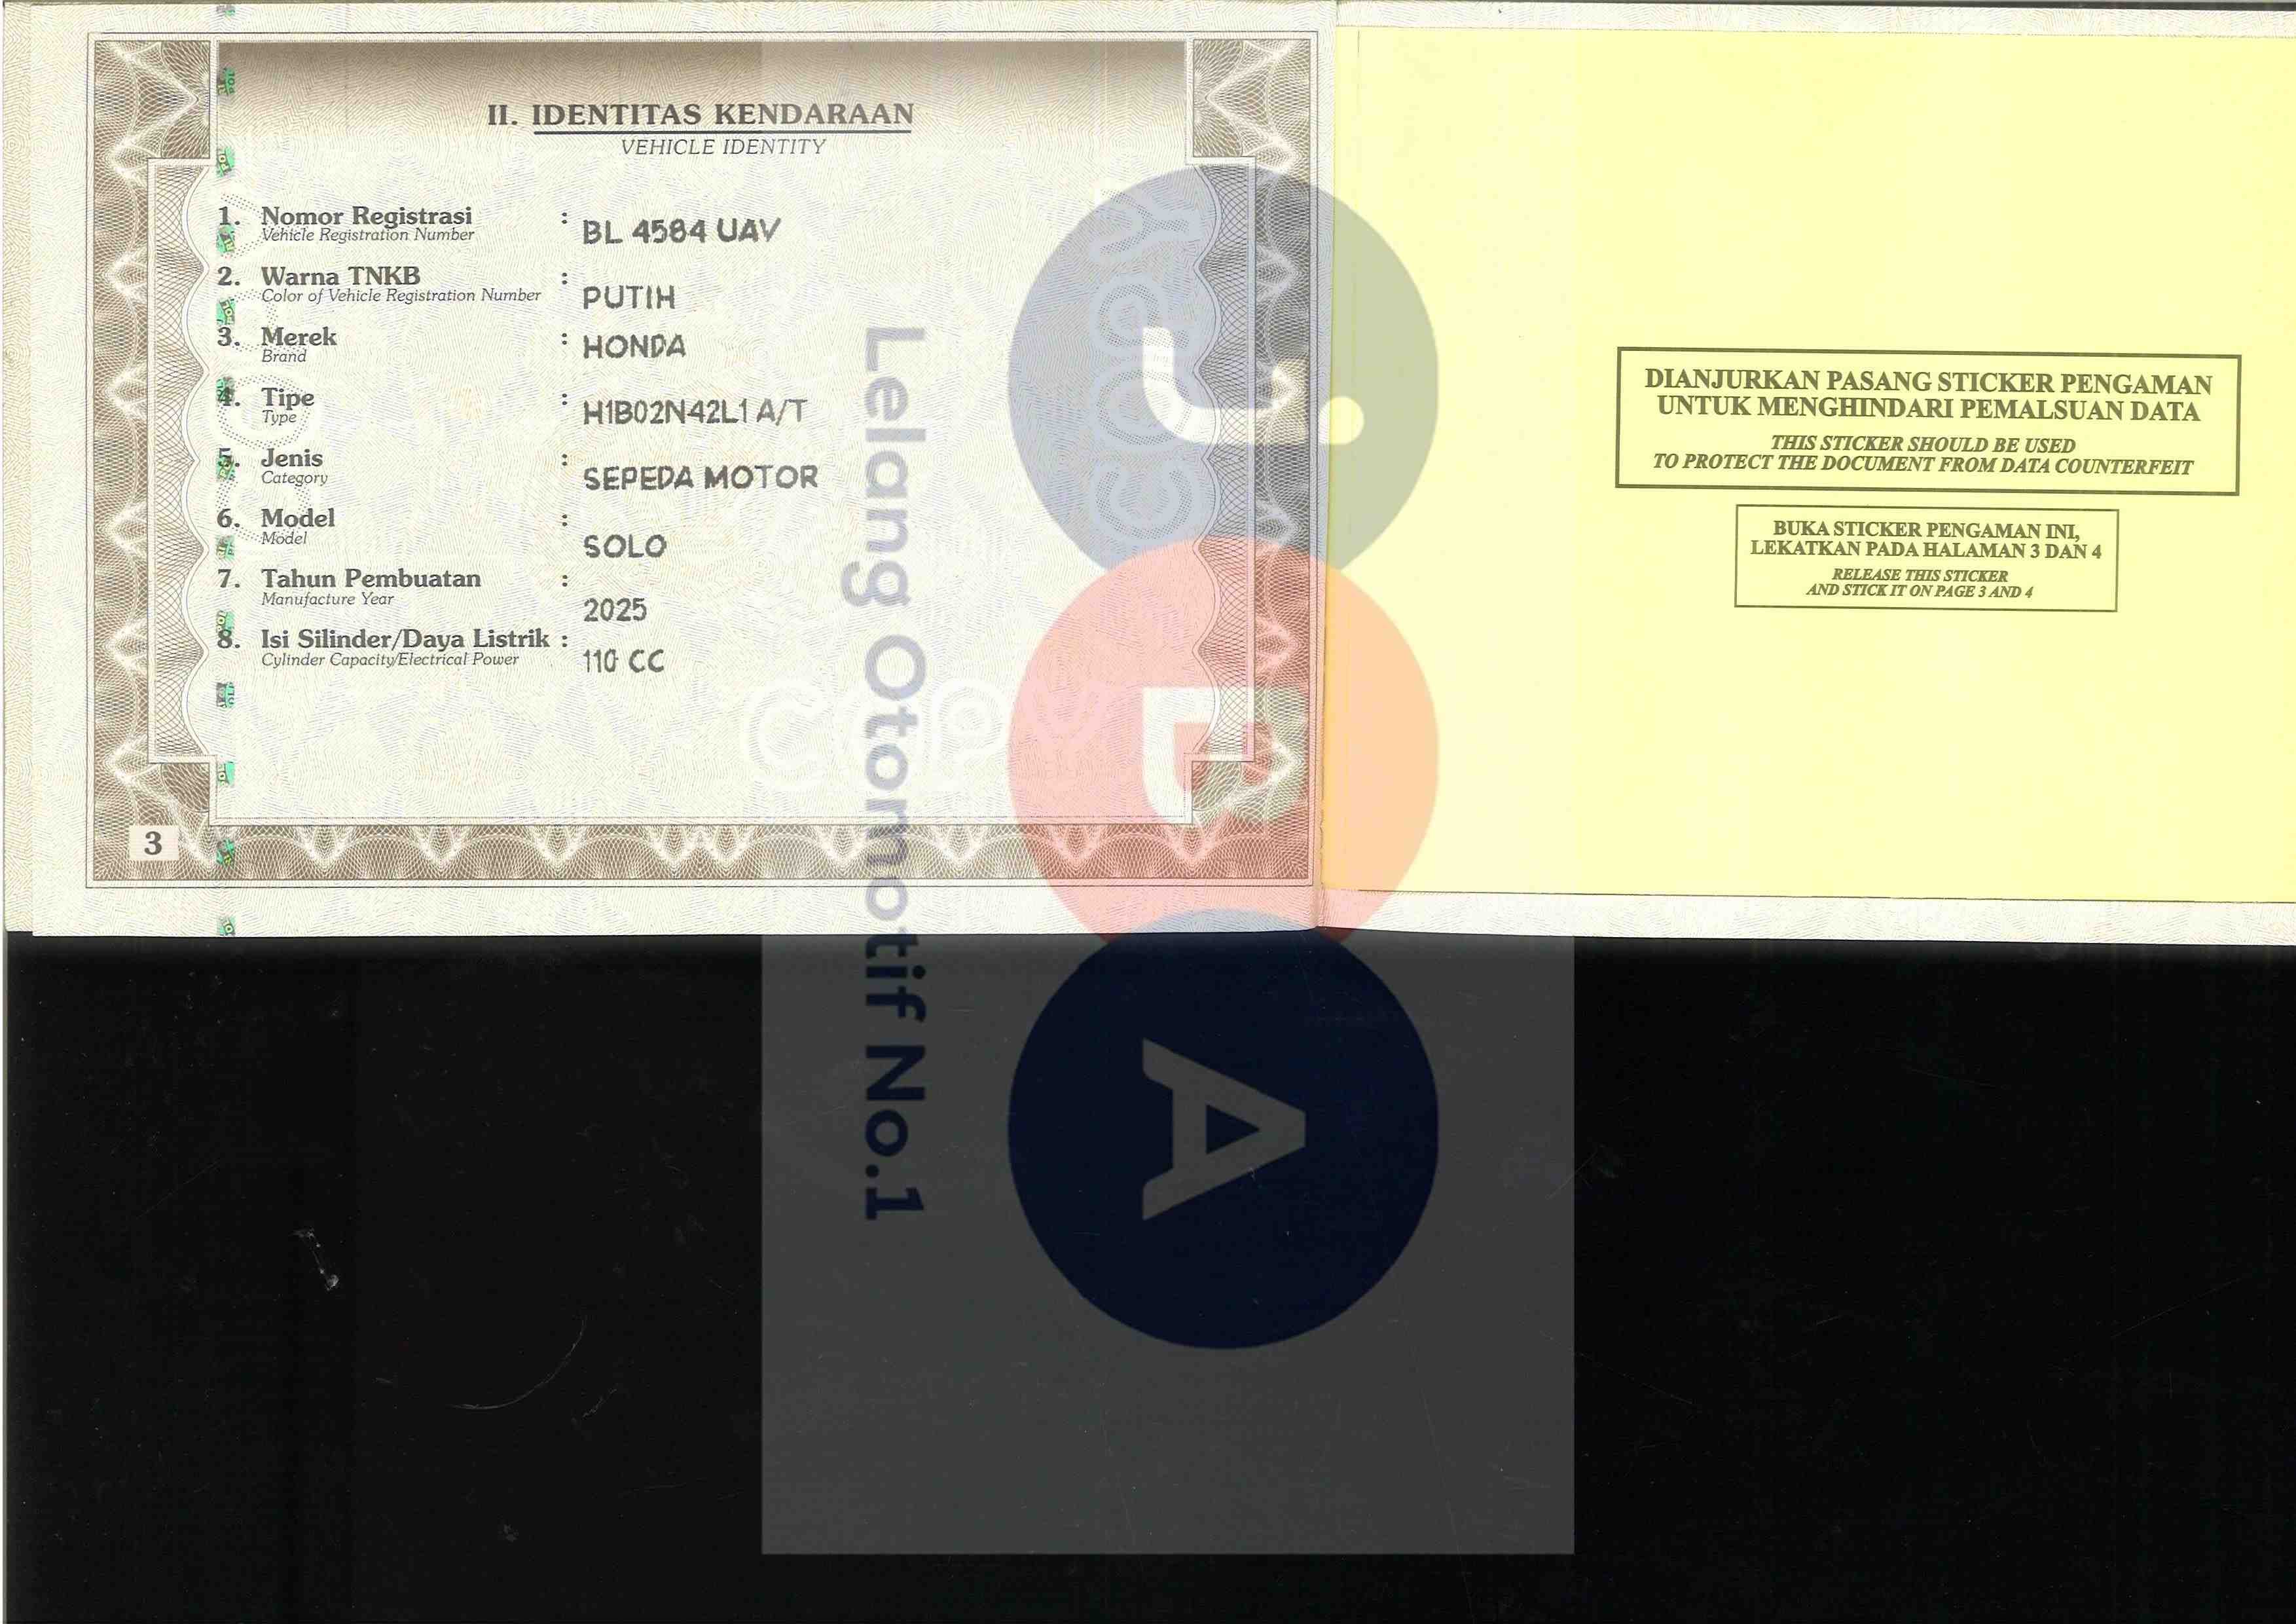 II. IDENTITAS KENDARAAN
VEHICLE IDENTITY
1. Nomor Registrasi : BL 4584 UAV
Vehicle Registration Number
2. Warna TNKB : PUTIH
Color of Vehicle Registration Number
3. Merek : HONDA
Brand
4. Tipe : H1B02N42L1 A/T
Type
5. Jenis : SEPEDA MOTOR
Category
6. Model : SOLO
Model
7. Tahun Pembuatan : 2025
Manufacture Year
8. Isi Silinder/Daya Listrik : 110 CC
Cylinder Capacity/Electrical Power
3
COPY
COPY
DIANJURKAN PASANG STICKER PENGAMAN
UNTUK MENGHINDARI PEMALSUAN DATA
THIS STICKER SHOULD BE USED
TO PROTECT THE DOCUMENT FROM DATA COUNTERFEIT
BUKA STICKER PENGAMAN INI,
LEKATKAN PADA HALAMAN 3 DAN 4
RELEASE THIS STICKER
AND STICK IT ON PAGE 3 AND 4
J
B
A
Lelang Otomotif No.1